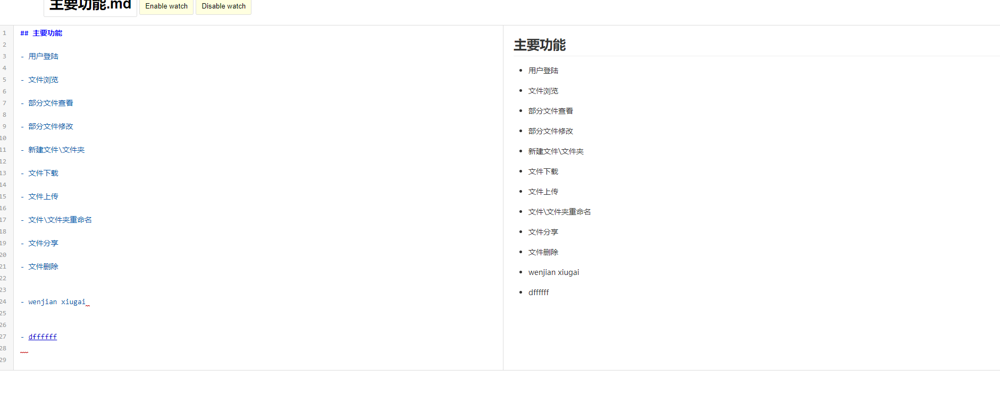 主要功能.md
Enable watch
Disable watch
1 ## 主要功能
2
3 - 用户登陆
4
5 - 文件浏览
6
7 - 部分文件查看
8
9 - 部分文件修改
10
11 - 新建文件\文件夹
12
13 - 文件下载
14
15 - 文件上传
16
17 - 文件\文件夹重命名
18
19 - 文件分享
20
21 - 文件删除
22
23
24 - wenjian xiugai
25
26
27 - dffffff
28
29
主要功能
• 用户登陆
• 文件浏览
• 部分文件查看
• 部分文件修改
• 新建文件\文件夹
• 文件下载
• 文件上传
• 文件\文件夹重命名
• 文件分享
• 文件删除
• wenjian xiugai
• dffffff